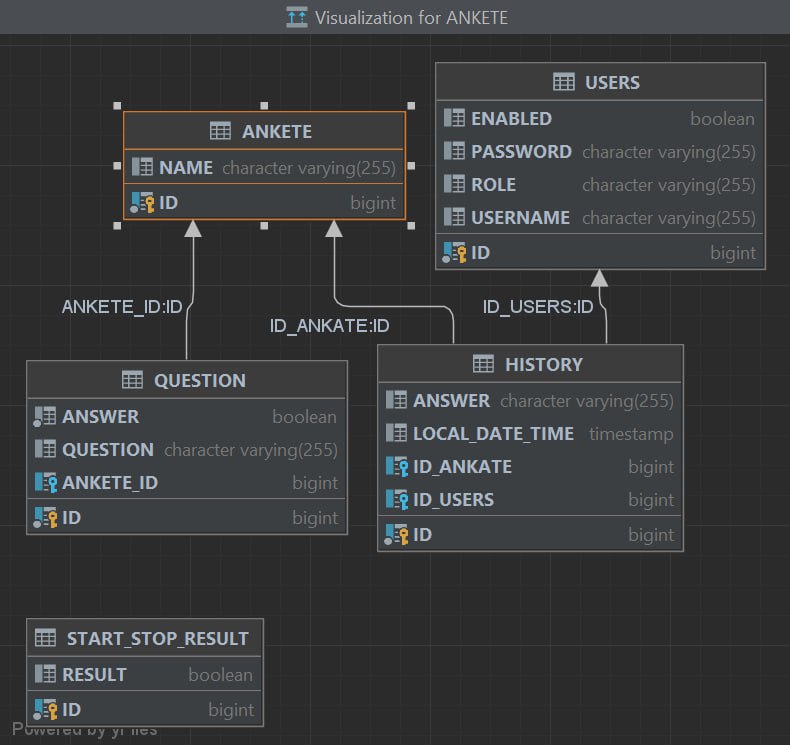 Visualization for ANKETE
USERS
ENABLED boolean
PASSWORD character varying(255)
ROLE character varying(255)
USERNAME character varying(255)
ID bigint
ANKETE
NAME character varying(255)
ID bigint
ANKETE_ID:ID
ID_ANKATE:ID
ID_USERS:ID
QUESTION
ANSWER boolean
QUESTION character varying(255)
ANKETE_ID bigint
ID bigint
HISTORY
ANSWER character varying(255)
LOCAL_DATE_TIME timestamp
ID_ANKATE bigint
ID_USERS bigint
ID bigint
START_STOP_RESULT
RESULT boolean
ID bigint
Powered by yFiles